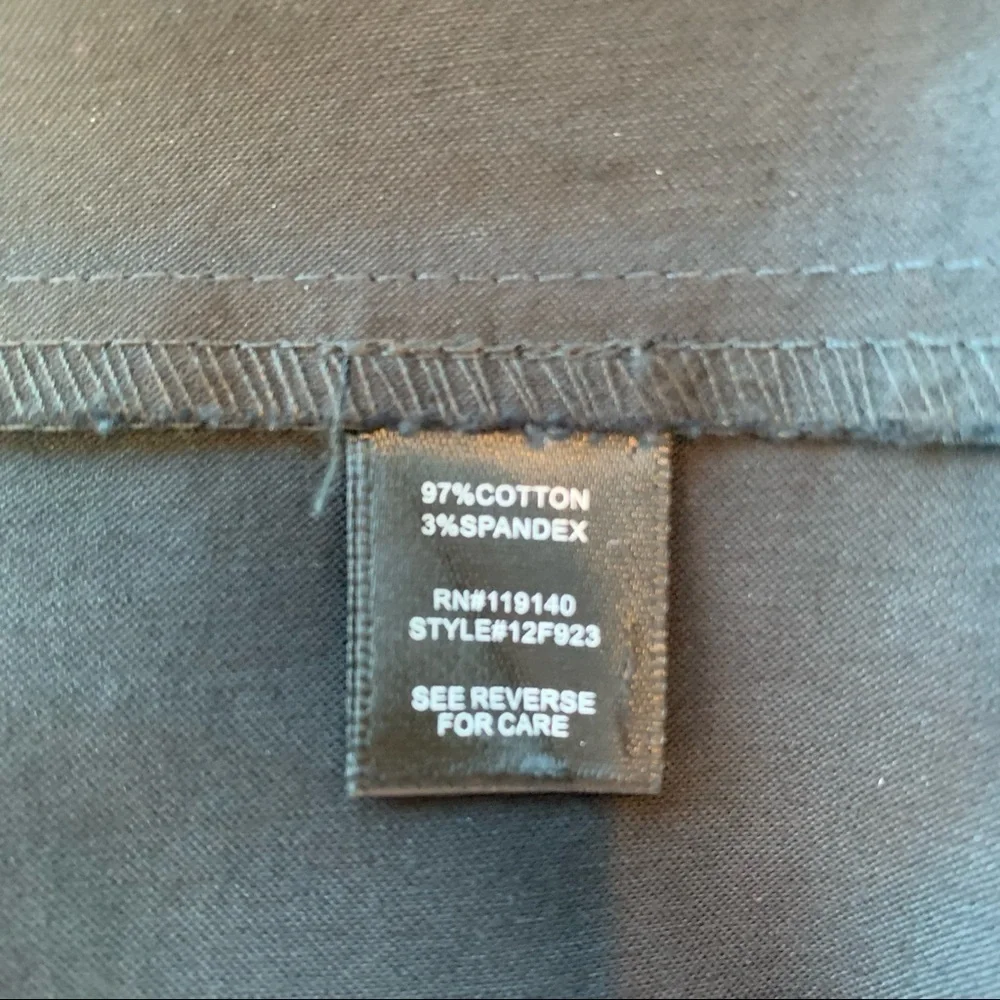 97%COTTON
3%SPANDEX
RN#119140
STYLE#12F923
SEE REVERSE
FOR CARE